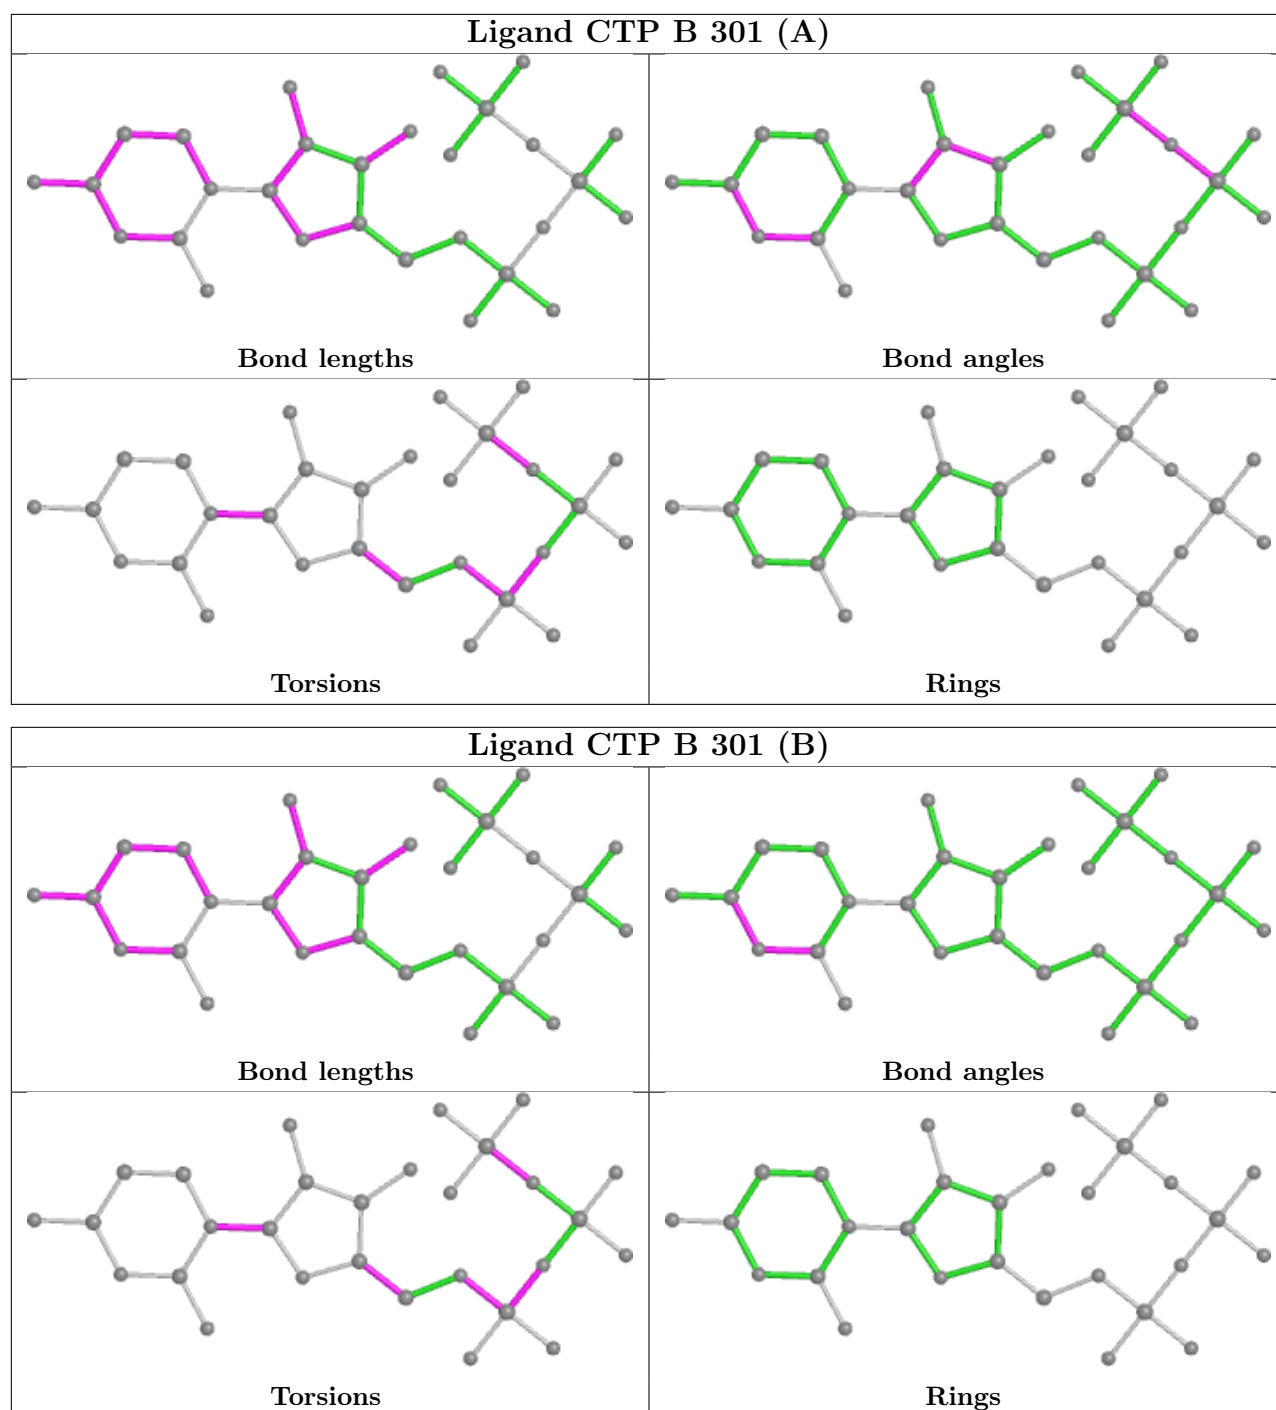 Ligand CTP B 301 (A)
Bond lengths
Bond angles
Torsions
Rings
Ligand CTP B 301 (B)
Bond lengths
Bond angles
Torsions
Rings